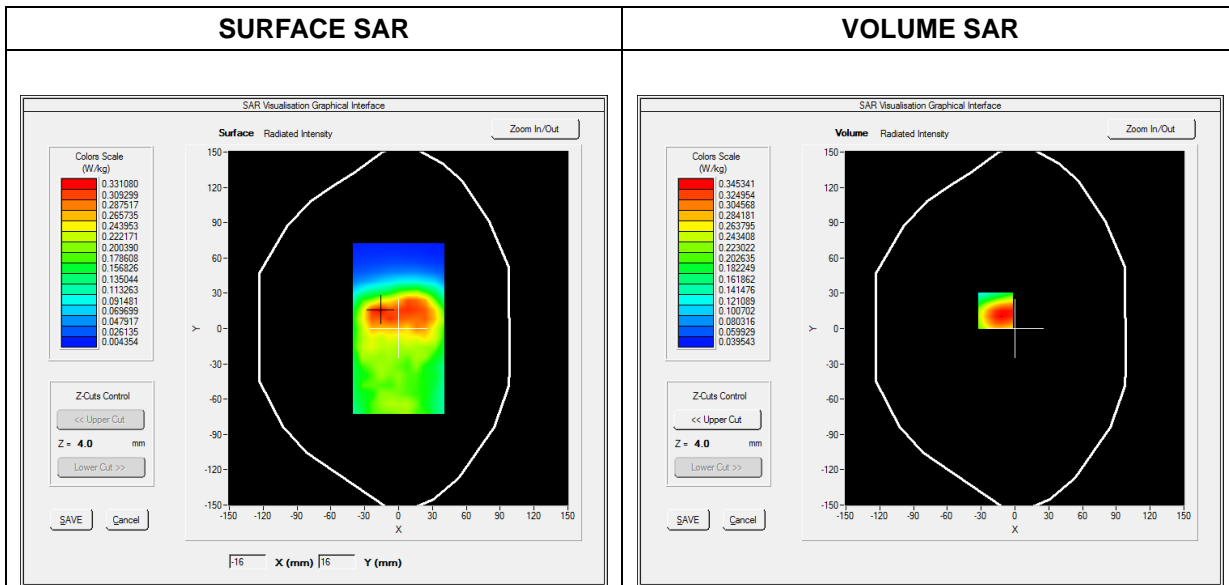 SURFACE SAR
VOLUME SAR
SAR Visualisation Graphical Interface
Surface Radiated Intensity
Zoom In/Out
Colors Scale
(W/kg)
0.331080
0.309299
0.287517
0.265735
0.243953
0.222171
0.200390
0.178608
0.156826
0.135044
0.113263
0.091481
0.069699
0.047917
0.026135
0.004354
Z-Cuts Control
<< Upper Cut
Z = 4.0 mm
Lower Cut >>
SAVE Cancel
150
120
90
60
30
0
-30
-60
-90
-120
-150
Y
-150 -120 -90 -60 -30 0 30 60 90 120 150
X
-16 X (mm) 16 Y (mm)
SAR Visualisation Graphical Interface
Volume Radiated Intensity
Zoom In/Out
Colors Scale
(W/kg)
0.345341
0.324954
0.304568
0.284181
0.263795
0.243408
0.223022
0.202635
0.182249
0.161862
0.141476
0.121089
0.100702
0.080316
0.059929
0.039543
Z-Cuts Control
<< Upper Cut
Z = 4.0 mm
Lower Cut >>
SAVE Cancel
150
120
90
60
30
0
-30
-60
-90
-120
-150
Y
-150 -120 -90 -60 -30 0 30 60 90 120 150
X